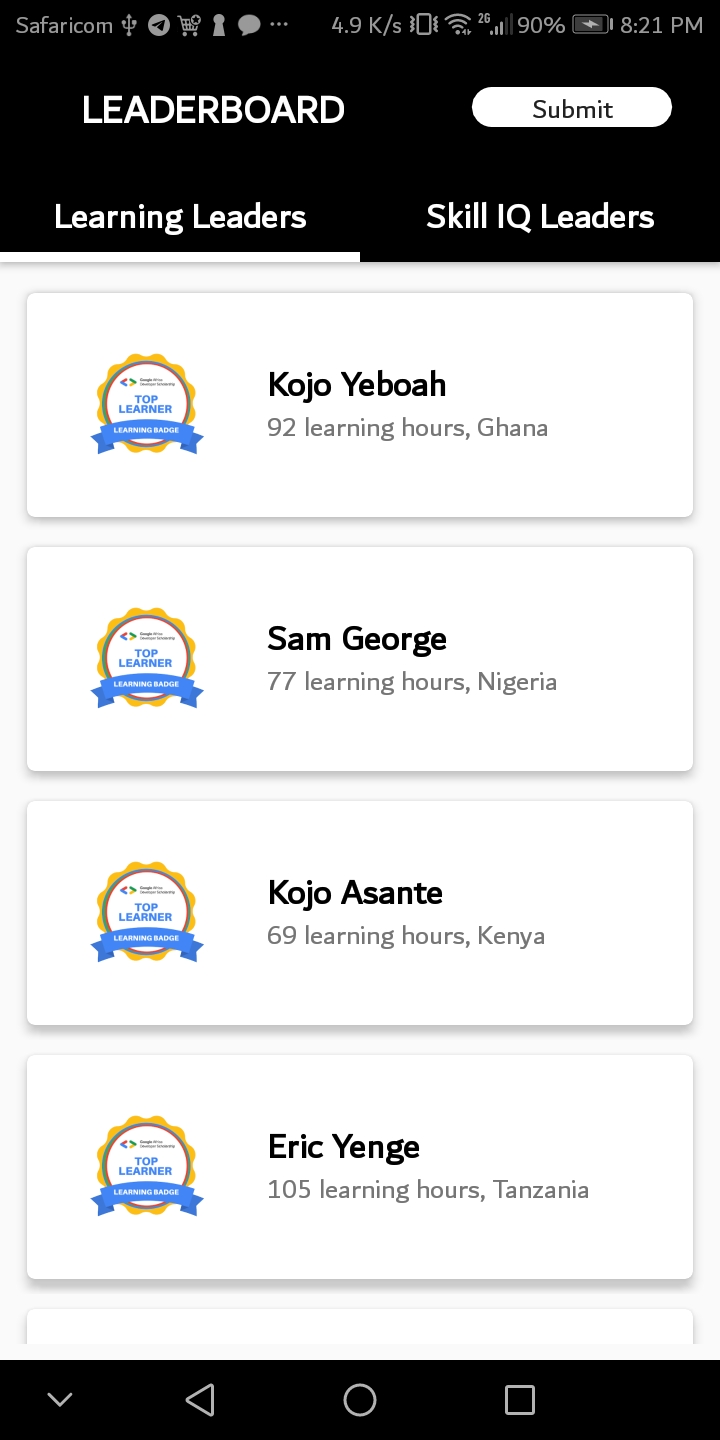 Safaricom 4.9 K/s 2G 90% 8:21 PM
LEADERBOARD Submit
Learning Leaders Skill IQ Leaders
Google Africa
Developer Scholarship
TOP
LEARNER
LEARNING BADGE
Kojo Yeboah
92 learning hours, Ghana
Google Africa
Developer Scholarship
TOP
LEARNER
LEARNING BADGE
Sam George
77 learning hours, Nigeria
Google Africa
Developer Scholarship
TOP
LEARNER
LEARNING BADGE
Kojo Asante
69 learning hours, Kenya
Google Africa
Developer Scholarship
TOP
LEARNER
LEARNING BADGE
Eric Yenge
105 learning hours, Tanzania